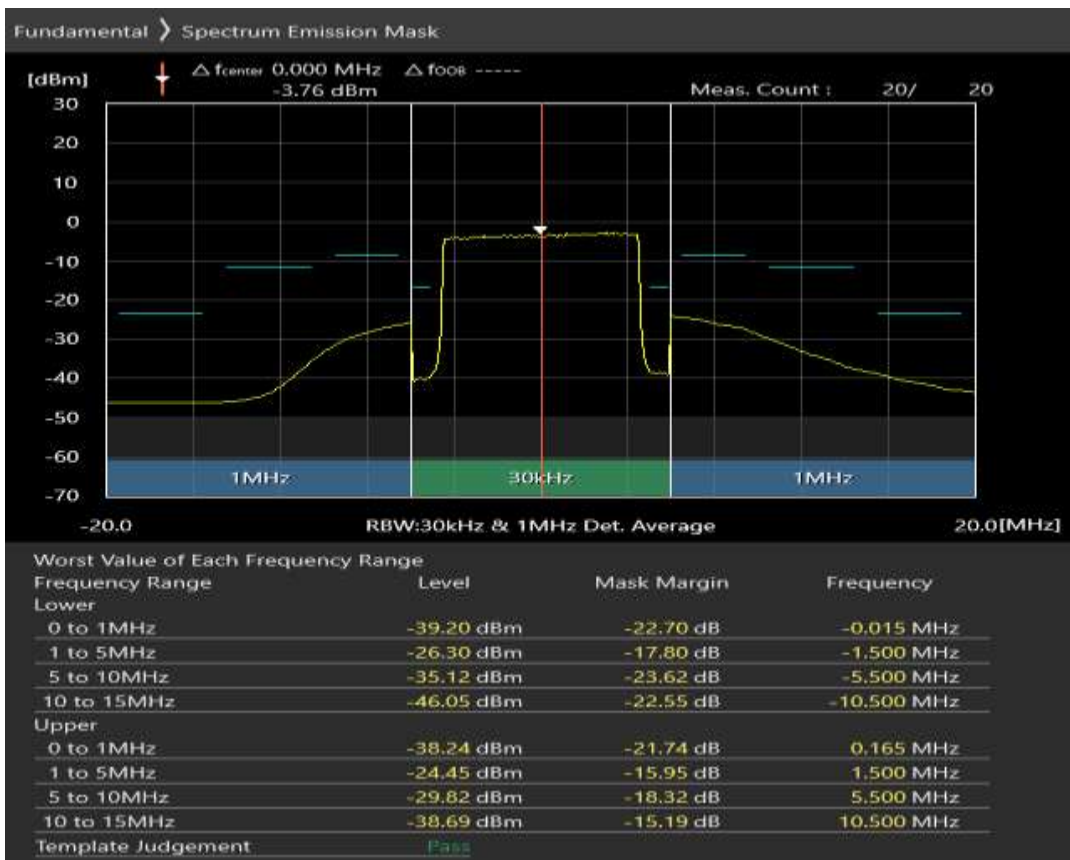 Fundamental ❯ Spectrum Emission Mask
[dBm] △ fcenter 0.000 MHz △ fOOB -----
-3.76 dBm Meas. Count : 20/ 20
30
20
10
0
-10
-20
-30
-40
-50
-60
1MHz 30kHz 1MHz
-70
-20.0 RBW:30kHz & 1MHz Det. Average 20.0[MHz]
Worst Value of Each Frequency Range
Frequency Range Level Mask Margin Frequency
Lower
0 to 1MHz -39.20 dBm -22.70 dB -0.015 MHz
1 to 5MHz -26.30 dBm -17.80 dB -1.500 MHz
5 to 10MHz -35.12 dBm -23.62 dB -5.500 MHz
10 to 15MHz -46.05 dBm -22.55 dB -10.500 MHz
Upper
0 to 1MHz -38.24 dBm -21.74 dB 0.165 MHz
1 to 5MHz -24.45 dBm -15.95 dB 1.500 MHz
5 to 10MHz -29.82 dBm -18.32 dB 5.500 MHz
10 to 15MHz -38.69 dBm -15.19 dB 10.500 MHz
Template Judgement Pass